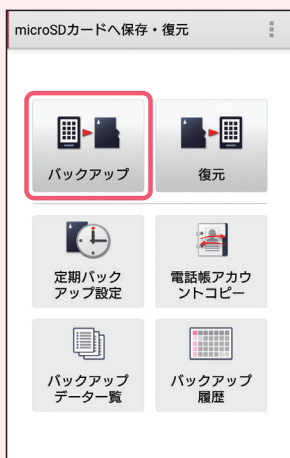 microSDカードへ保存・復元
バックアップ
復元
定期バック
アップ設定
電話帳アカウ
ントコピー
バックアップ
データ一覧
バックアップ
履歴